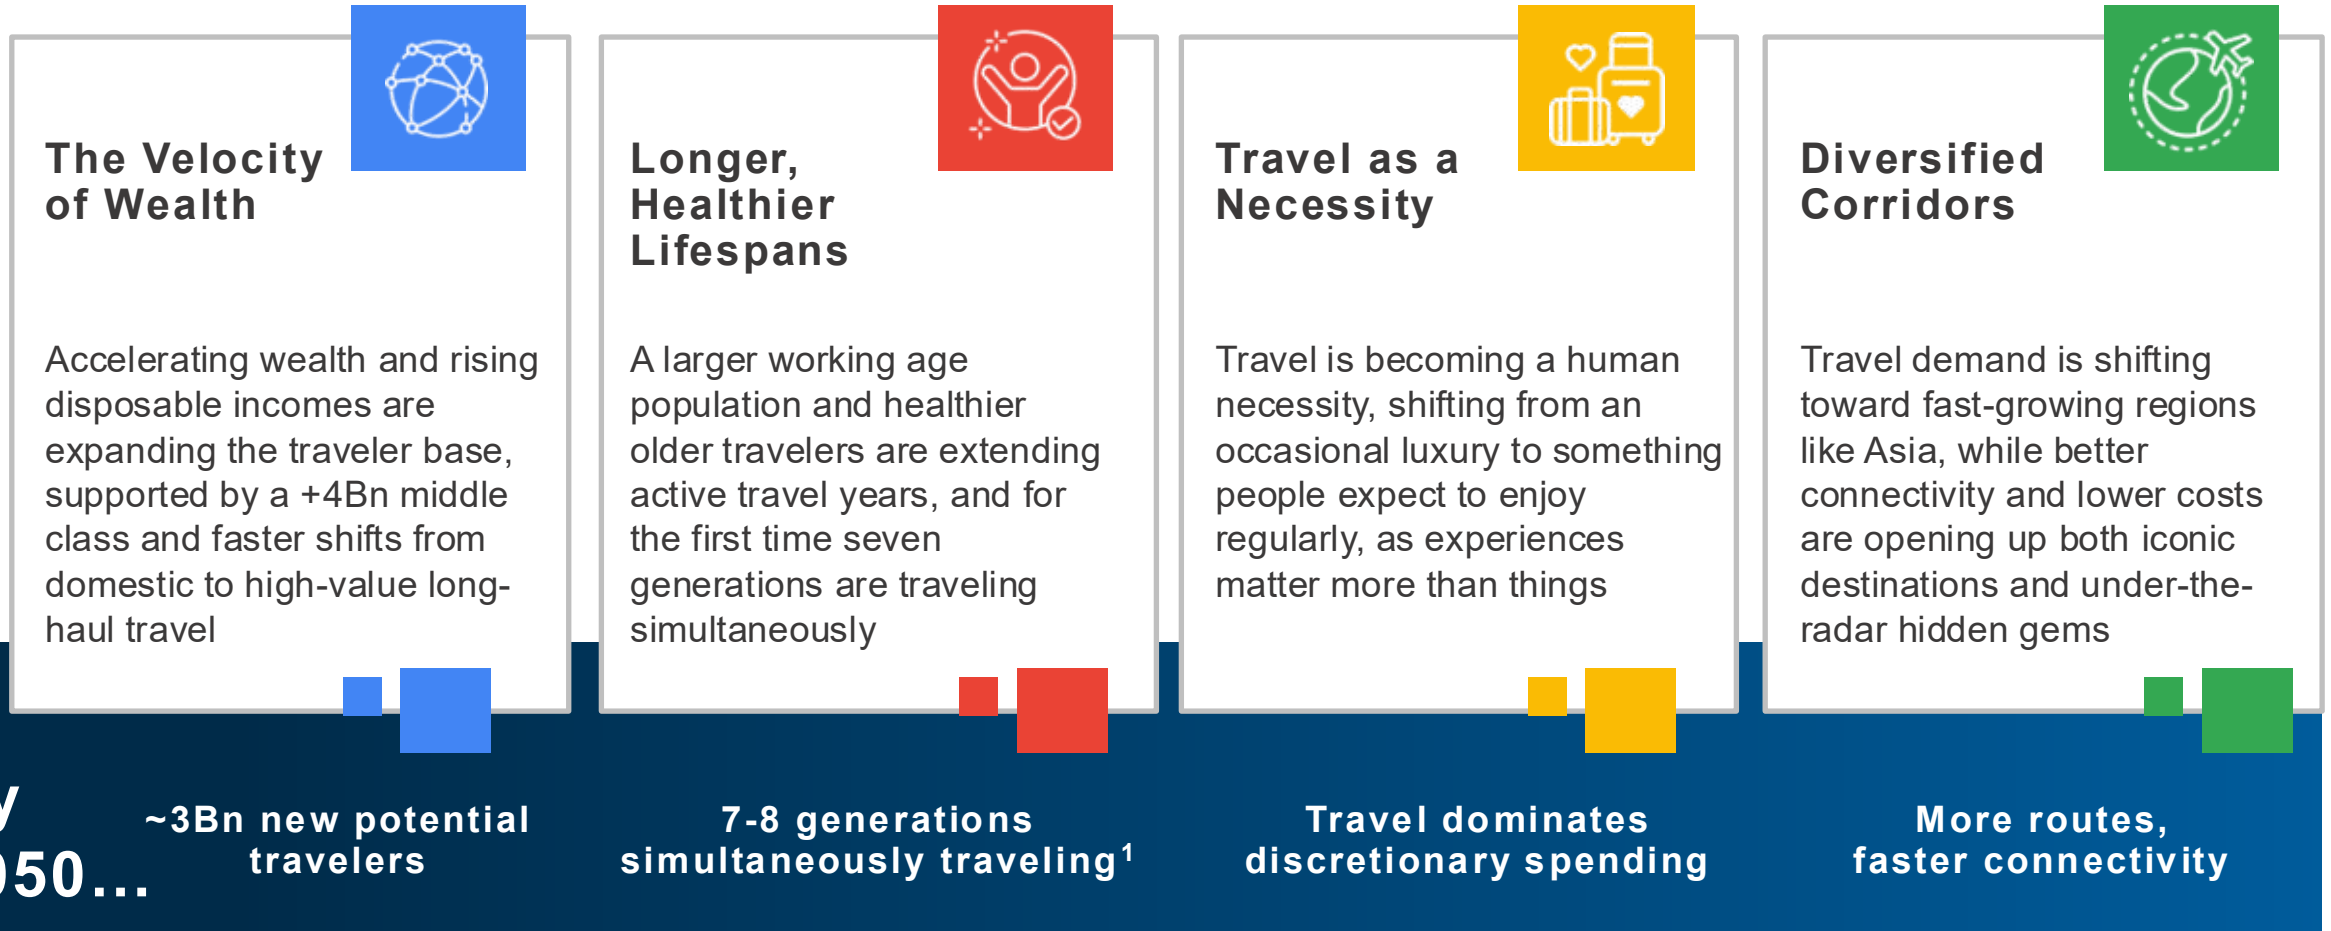 The Velocity
of Wealth
Accelerating wealth and rising
disposable incomes are
expanding the traveler base,
supported by a +4Bn middle
class and faster shifts from
domestic to high-value long-
haul travel
Longer,
Healthier
Lifespans
A larger working age
population and healthier
older travelers are extending
active travel years, and for
the first time seven
generations are traveling
simultaneously
Travel as a
Necessity
Travel is becoming a human
necessity, shifting from an
occasional luxury to something
people expect to enjoy
regularly, as experiences
matter more than things
Diversified
Corridors
Travel demand is shifting
toward fast-growing regions
like Asia, while better
connectivity and lower costs
are opening up both iconic
destinations and under-the-
radar hidden gems
y
050...
~3Bn new potential
travelers
7-8 generations
simultaneously traveling¹
Travel dominates
discretionary spending
More routes,
faster connectivity